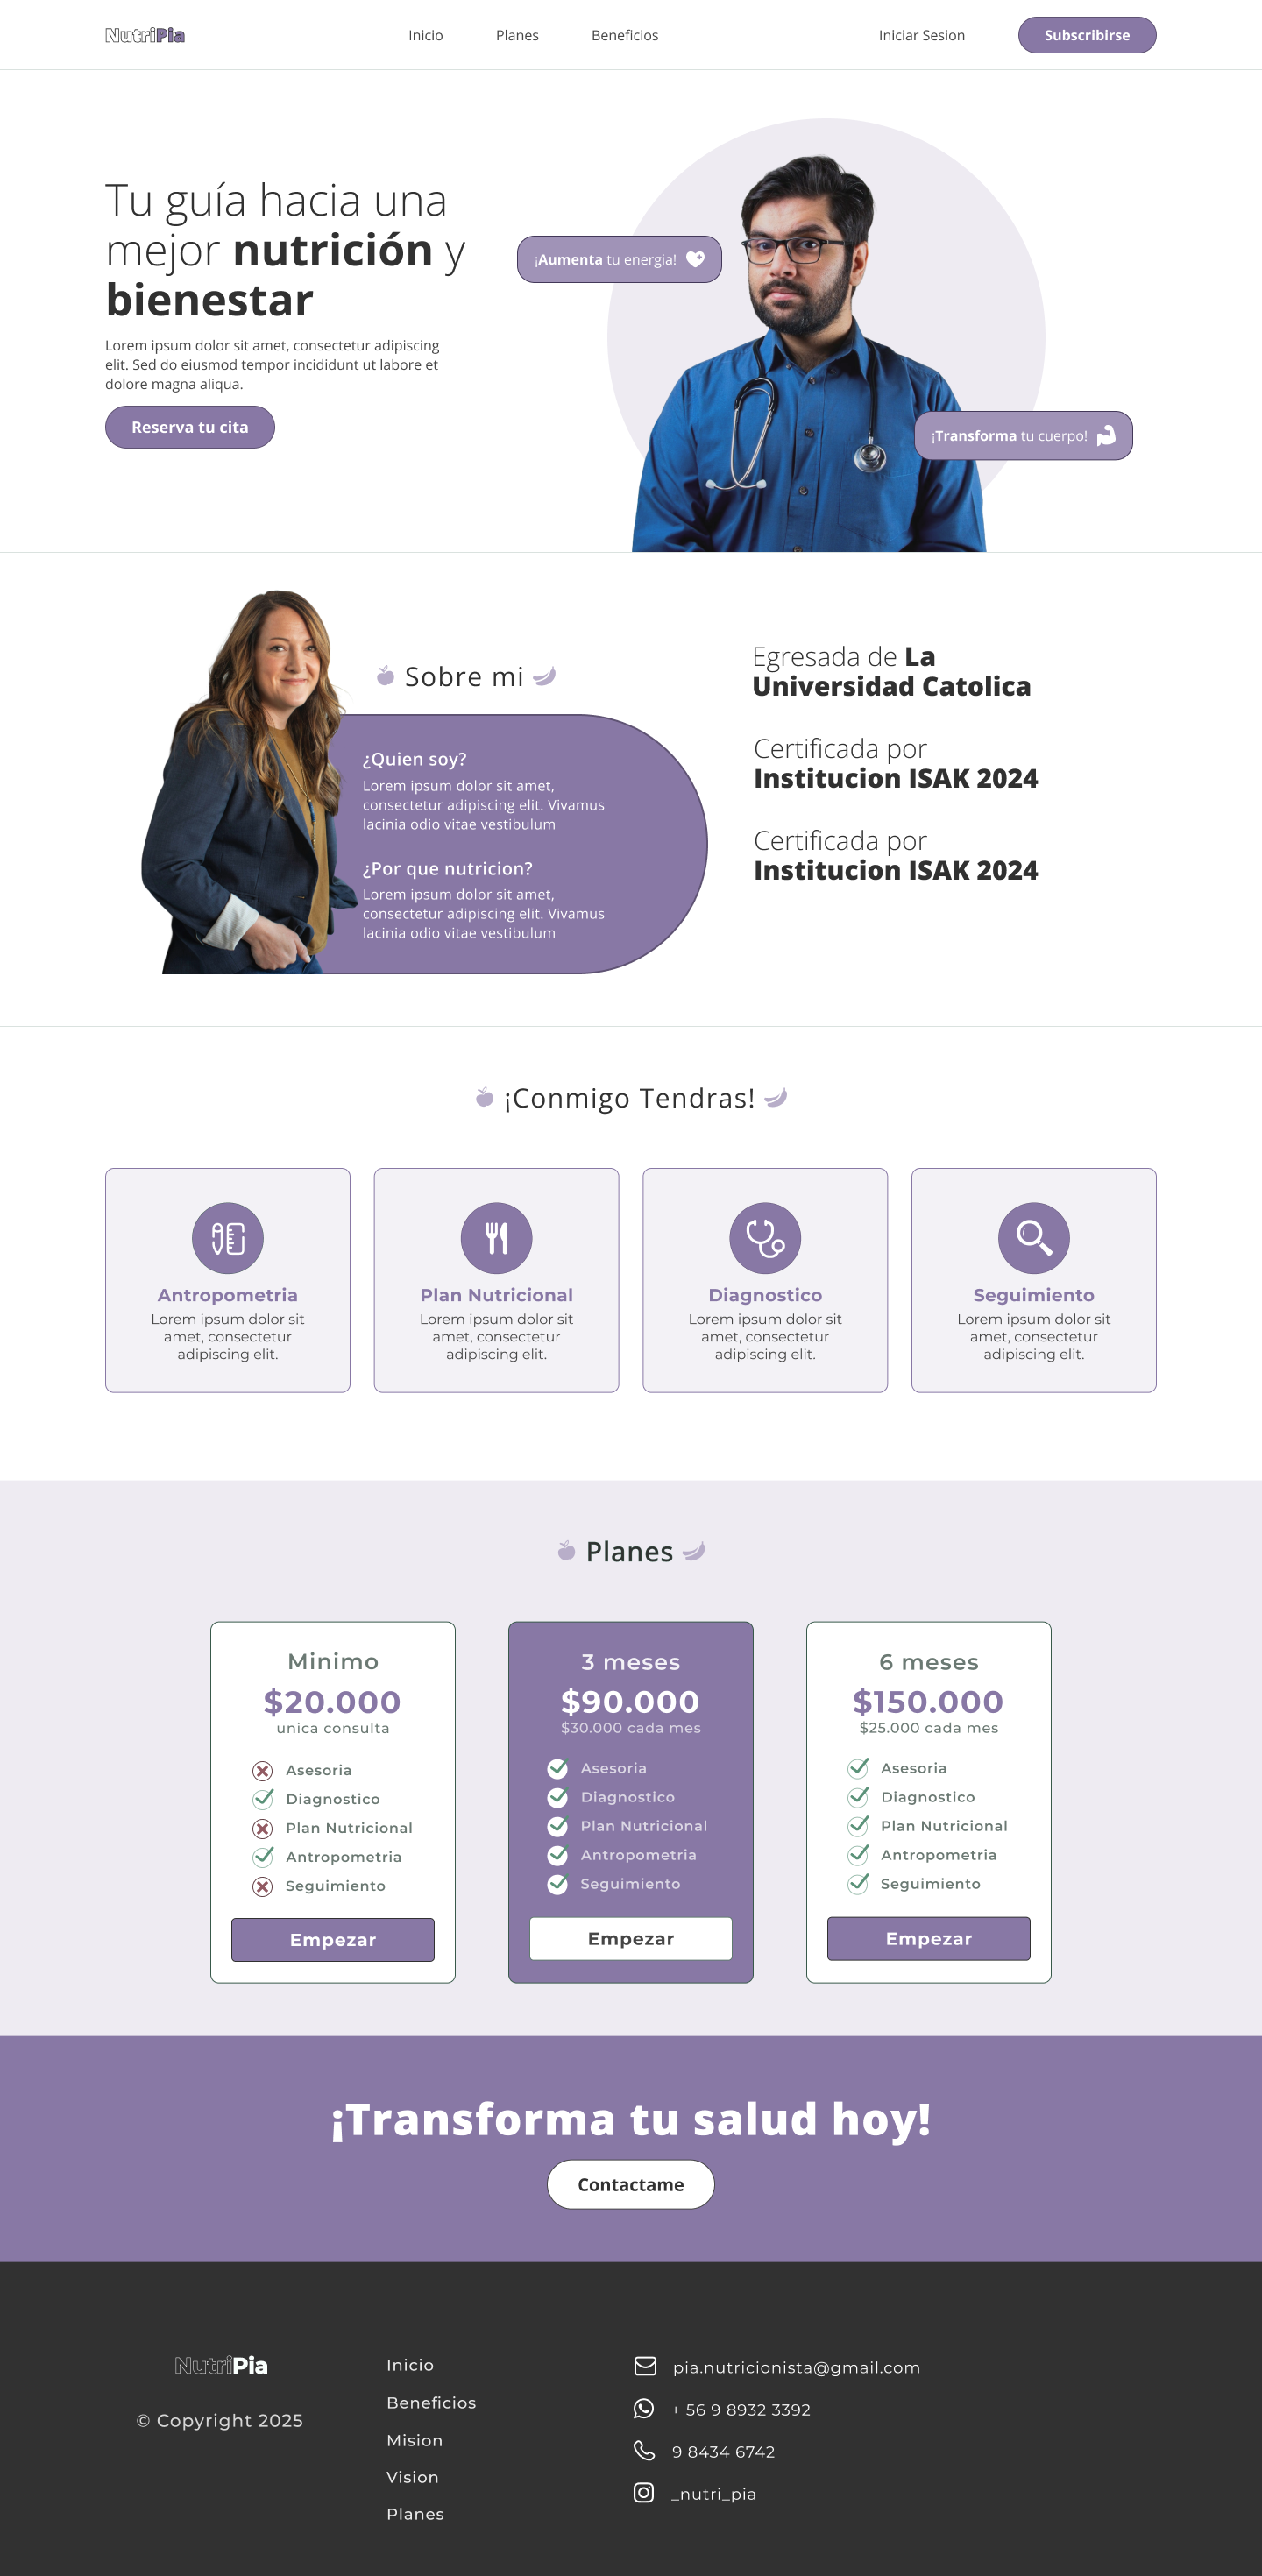 NutriPia
Inicio
Planes
Beneficios
Iniciar Sesion
Subscribirse
Tu guía hacia una
mejor nutrición y
bienestar
Lorem ipsum dolor sit amet, consectetur adipiscing
elit. Sed do eiusmod tempor incididunt ut labore et
dolore magna aliqua.
Reserva tu cita
¡Aumenta tu energia!
¡Transforma tu cuerpo!
Sobre mi
¿Quien soy?
Lorem ipsum dolor sit amet,
consectetur adipiscing elit. Vivamus
lacinia odio vitae vestibulum
¿Por que nutricion?
Lorem ipsum dolor sit amet,
consectetur adipiscing elit. Vivamus
lacinia odio vitae vestibulum
Egresada de La
Universidad Catolica
Certificada por
Institucion ISAK 2024
Certificada por
Institucion ISAK 2024
¡Conmigo Tendras!
Antropometria
Lorem ipsum dolor sit
amet, consectetur
adipiscing elit.
Plan Nutricional
Lorem ipsum dolor sit
amet, consectetur
adipiscing elit.
Diagnostico
Lorem ipsum dolor sit
amet, consectetur
adipiscing elit.
Seguimiento
Lorem ipsum dolor sit
amet, consectetur
adipiscing elit.
Planes
Minimo
$20.000
unica consulta
Asesoria
Diagnostico
Plan Nutricional
Antropometria
Seguimiento
Empezar
3 meses
$90.000
$30.000 cada mes
Asesoria
Diagnostico
Plan Nutricional
Antropometria
Seguimiento
Empezar
6 meses
$150.000
$25.000 cada mes
Asesoria
Diagnostico
Plan Nutricional
Antropometria
Seguimiento
Empezar
¡Transforma tu salud hoy!
Contactame
NutriPia
© Copyright 2025
Inicio
Beneficios
Mision
Vision
Planes
pia.nutricionista@gmail.com
+ 56 9 8932 3392
9 8434 6742
_nutri_pia